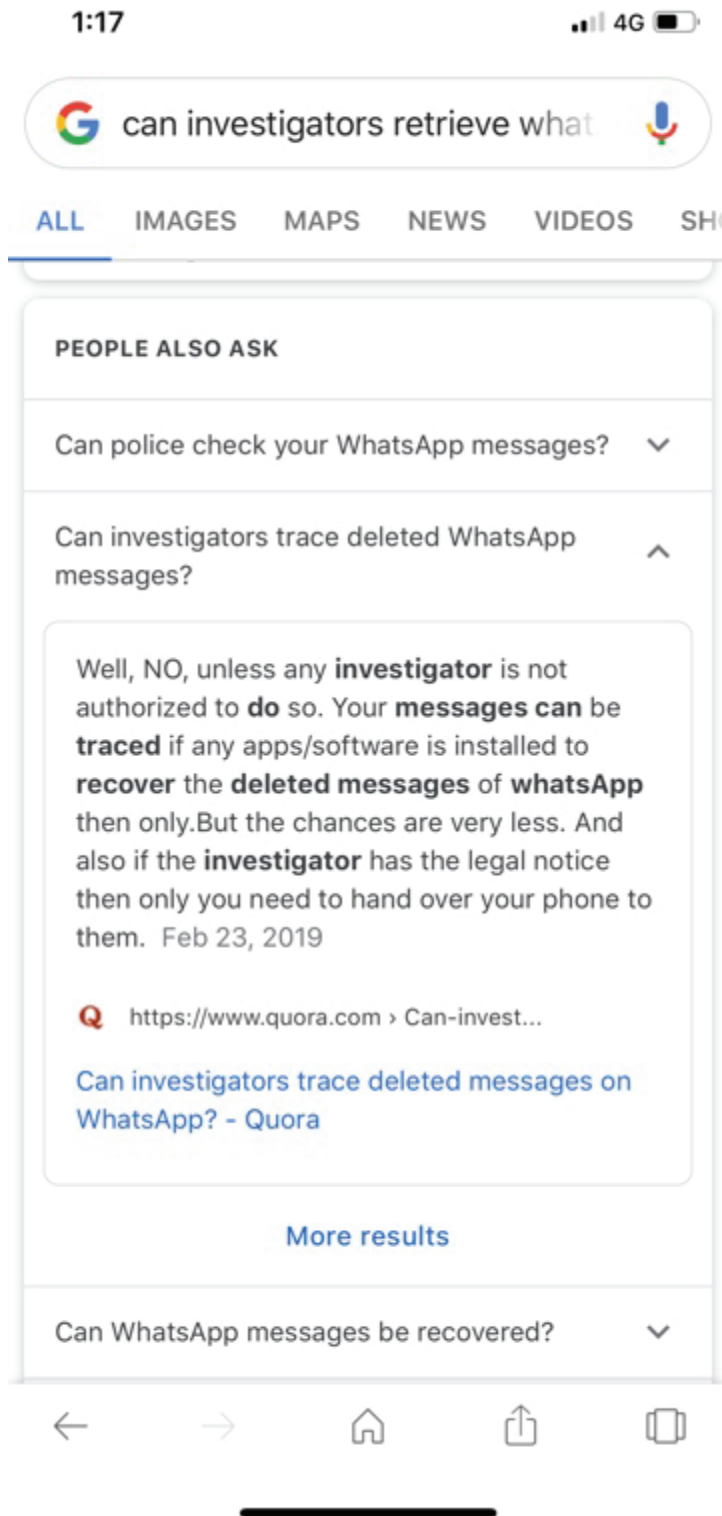 1:17
4G
can investigators retrieve what
ALL IMAGES MAPS NEWS VIDEOS SH
PEOPLE ALSO ASK
Can police check your WhatsApp messages?
Can investigators trace deleted WhatsApp
messages?
Well, NO, unless any investigator is not
authorized to do so. Your messages can be
traced if any apps/software is installed to
recover the deleted messages of whatsApp
then only.But the chances are very less. And
also if the investigator has the legal notice
then only you need to hand over your phone to
them. Feb 23, 2019
Q https://www.quora.com › Can-invest...
Can investigators trace deleted messages on
WhatsApp? - Quora
More results
Can WhatsApp messages be recovered?